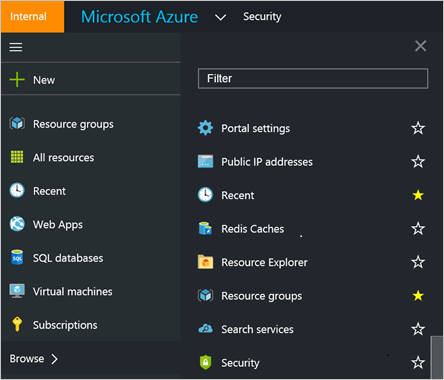 Internal
Microsoft Azure
Security
New
Resource groups
All resources
Recent
Web Apps
SQL databases
Virtual machines
Subscriptions
Browse
Filter
Portal settings
Public IP addresses
Recent
Redis Caches
Resource Explorer
Resource groups
Search services
Security